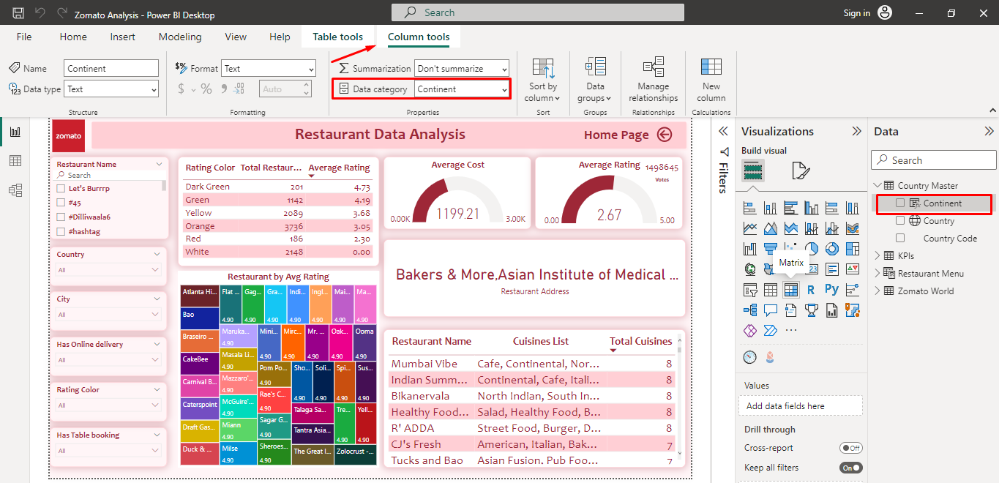 Zomato Analysis - Power BI Desktop
Search
Sign in
File Home Insert Modeling View Help Table tools Column tools
Name Continent
Data type Text
Structure
$% Format Text
$ % 9 .00 Auto
Formatting
Summarization Don't summarize
Data category Continent
Properties
Sort by column
Sort
Data groups
Groups
Manage relationships
Relationships
New column
Calculations
zomato
Restaurant Data Analysis
Home Page
Restaurant Name
Search
Let's Burrrp
#45
#Dilliwaala6
#hashtag
Country
All
City
All
Has Online delivery
All
Rating Color
All
Has Table booking
All
Rating Color Total Restaur... Average Rating
Dark Green 201 4.73
Green 1142 4.19
Yellow 2089 3.68
Orange 3736 3.05
Red 186 2.30
White 2148 0.00
Average Cost
1199.21
0.00K 3.00K
Average Rating
1498645
Votes
2.67
0.00 5.00
Bakers & More,Asian Institute of Medical ...
Restaurant Address
Restaurant by Avg Rating
Atlanta Hi...
Bao
Braseiro ...
CakeBee
Carnival B...
Caterspoint
Draft Gas...
Duck & ...
Flat ... 4.90
Gag... 4.90
Gra... 4.90
Indi... 4.90
Ingl... 4.90
Mai... 4.90
Ma... 4.90
Maruka... 4.90
Masala Li... 4.90
Mazzaro'... 4.90
McGuire'... 4.90
Miann 4.90
Milse 4.90
Mini... 4.90
Mirc... 4.90
Mr. ... 4.90
Oak... 4.90
Ooma 4.90
Pom Po... 4.90
Rae's C... 4.90
Sagar G... 4.90
Sheroes... 4.90
Sho... 4.90
Soli... 4.90
Spi... 4.90
Sus... 4.90
Talaga Sa...
Tantra Asia...
The Great I...
Tre... 4.90
Yell... 4.90
Zolocrust -...
Restaurant Name Cuisines List Total Cuisines
Mumbai Vibe Cafe, Continental, Nor... 8
Indian Summ... Continental, Cafe, Itali... 8
Bikanervala North Indian, South In... 8
Healthy Food... Salad, Healthy Food, B... 8
R' ADDA Street Food, Burger, D... 8
CJ's Fresh American, Italian, Bak... 7
Tucks and Bao Asian Fusion, Pub Foo... 7
Filters
Visualizations
Build visual
Matrix
123
R Py
...
Values
Add data fields here
Drill through
Cross-report Off
Keep all filters On
Data
Search
Country Master
Continent
Country
Country Code
KPIs
Restaurant Menu
Zomato World